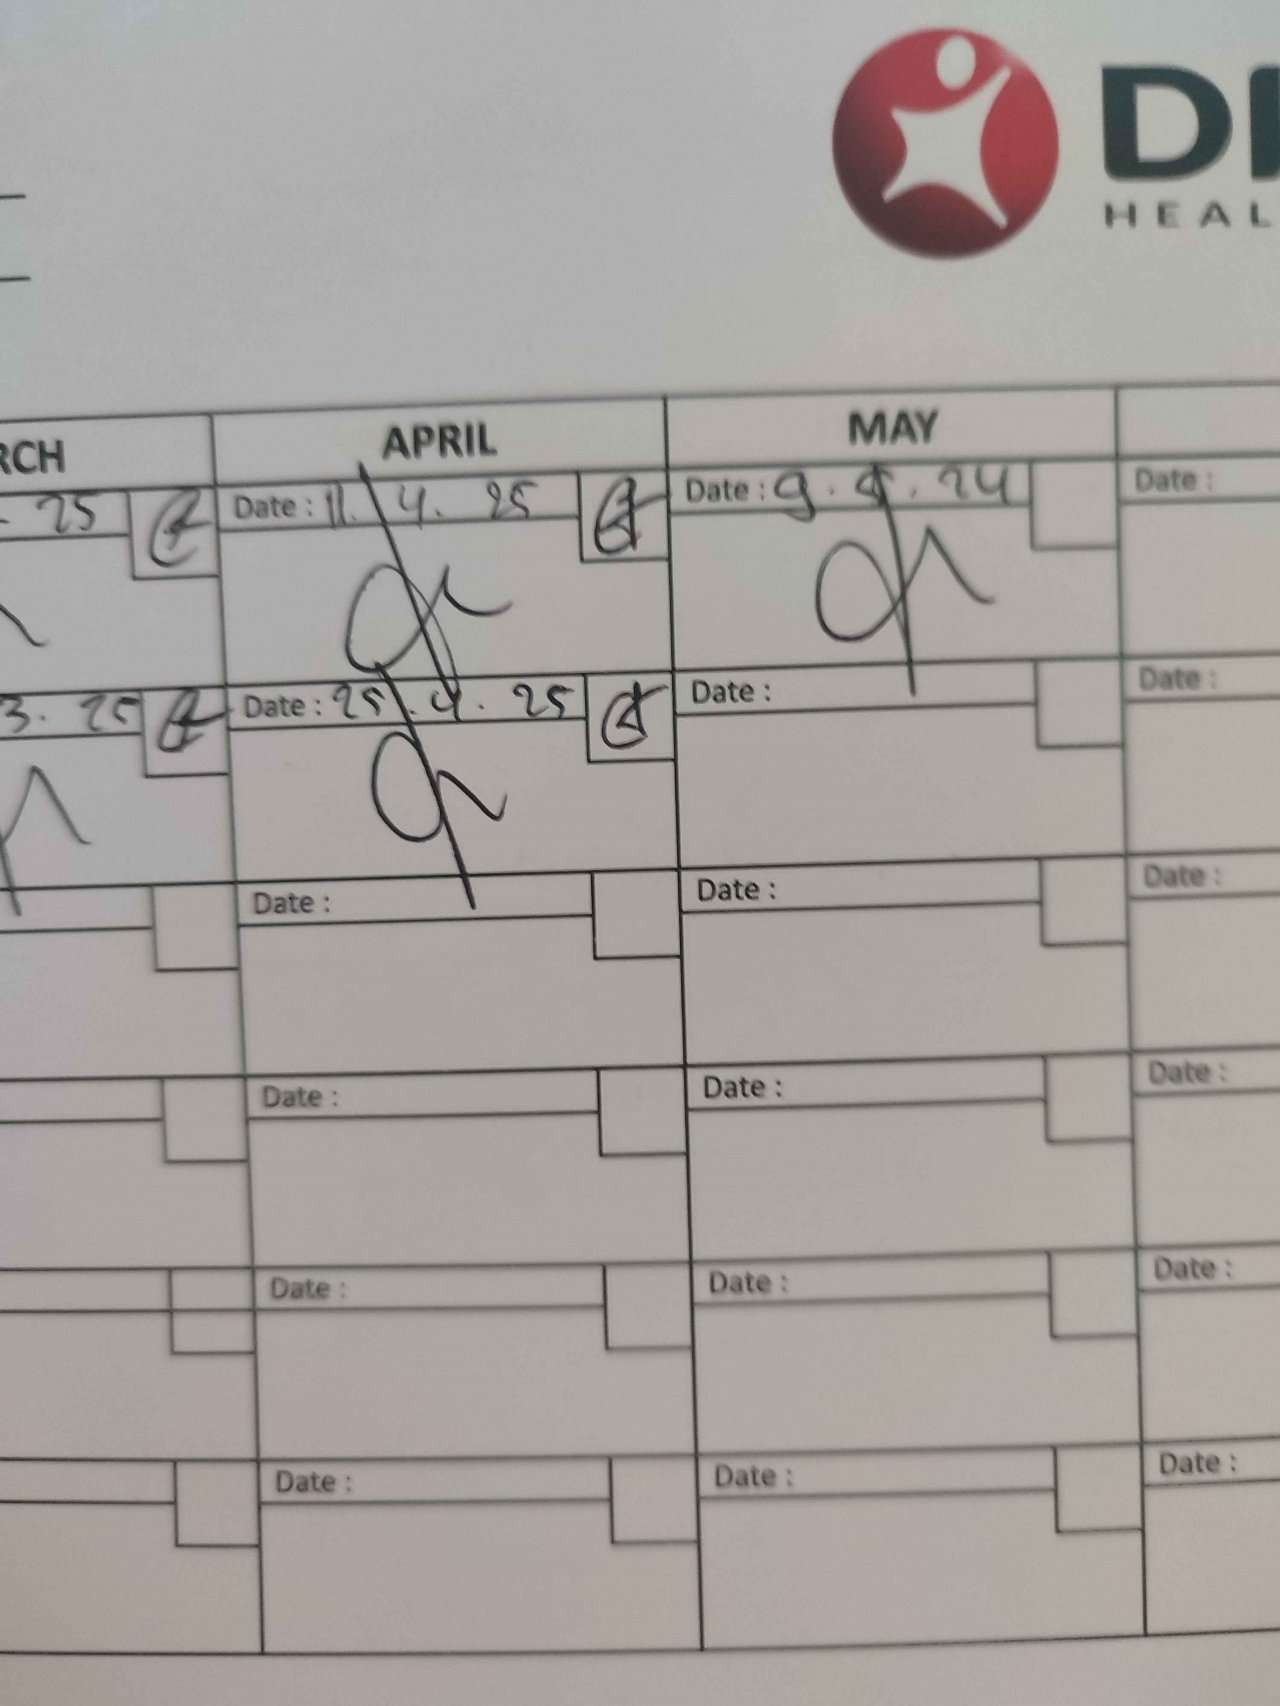 DI
HEAL
RCH APRIL MAY
25 Date : 11. 4. 25 Date : 9. 5. 24 Date :
3. 25 Date : 25. 4. 25 Date : Date :
Date : Date : Date :
Date : Date : Date :
Date : Date : Date :
Date : Date : Date :